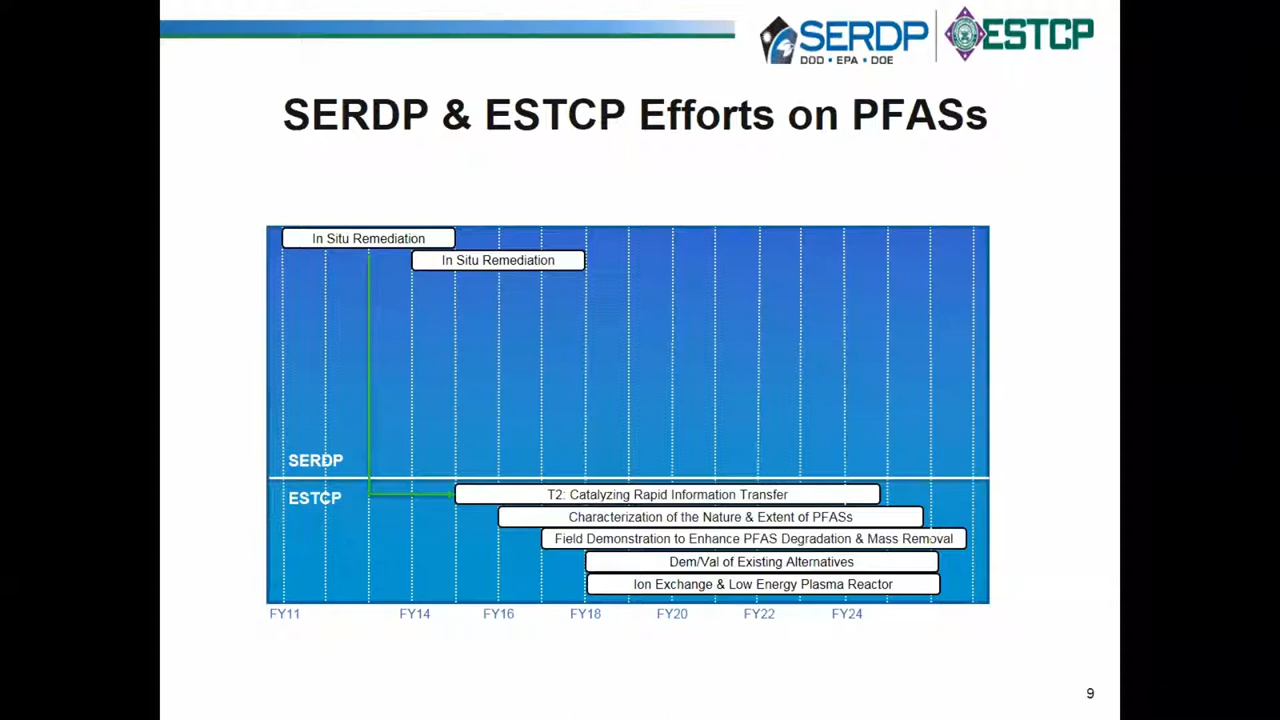 SERDP
DOD • EPA • DOE
ESTCP
SERDP & ESTCP Efforts on PFASs
In Situ Remediation
In Situ Remediation
SERDP
ESTCP
T2: Catalyzing Rapid Information Transfer
Characterization of the Nature & Extent of PFASs
Field Demonstration to Enhance PFAS Degradation & Mass Removal
Dem/Val of Existing Alternatives
Ion Exchange & Low Energy Plasma Reactor
FY11 FY14 FY16 FY18 FY20 FY22 FY24
9